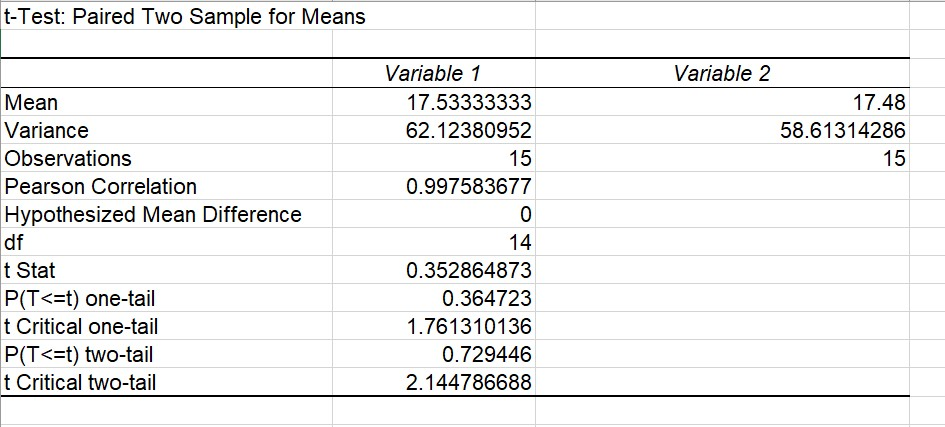 t-Test: Paired Two Sample for Means
Variable 1 Variable 2
Mean 17.53333333 17.48
Variance 62.12380952 58.61314286
Observations 15 15
Pearson Correlation 0.997583677
Hypothesized Mean Difference 0
df 14
t Stat 0.352864873
P(T<=t) one-tail 0.364723
t Critical one-tail 1.761310136
P(T<=t) two-tail 0.729446
t Critical two-tail 2.144786688